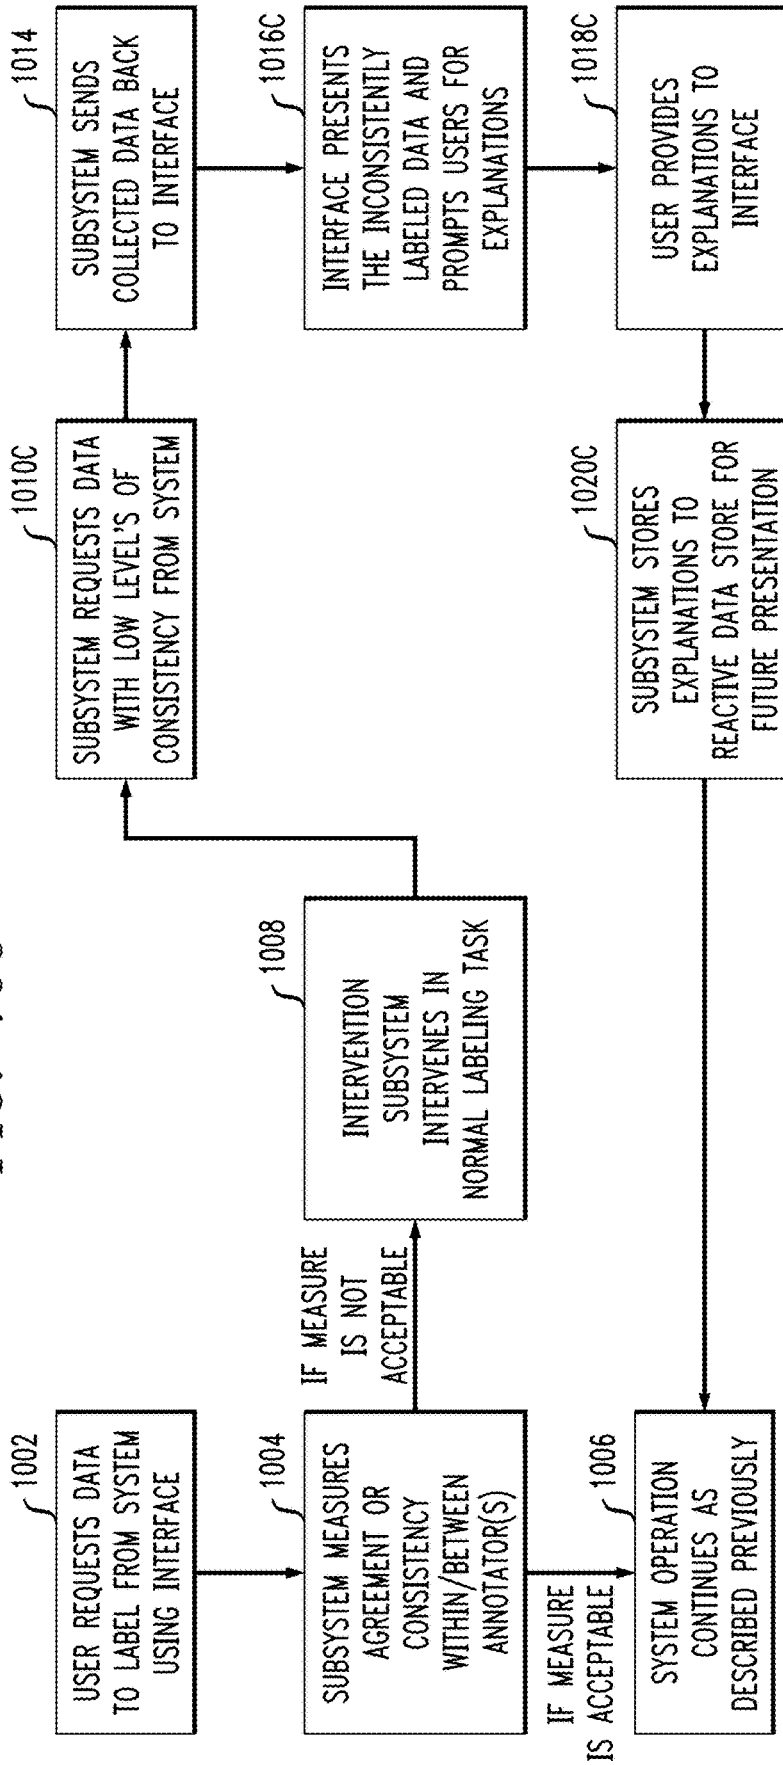 1002
USER REQUESTS DATA
TO LABEL FROM SYSTEM
USING INTERFACE
1004
SUBSYSTEM MEASURES
AGREEMENT OR
CONSISTENCY
WITHIN/BETWEEN
ANNOTATOR(S)
IF MEASURE
IS ACCEPTABLE
1006
SYSTEM OPERATION
CONTINUES AS
DESCRIBED PREVIOUSLY
IF MEASURE
IS NOT
ACCEPTABLE
1008
INTERVENTION
SUBSYSTEM
INTERVENES IN
NORMAL LABELING TASK
1010C
SUBSYSTEM REQUESTS DATA
WITH LOW LEVEL'S OF
CONSISTENCY FROM SYSTEM
1014
SUBSYSTEM SENDS
COLLECTED DATA BACK
TO INTERFACE
1016C
INTERFACE PRESENTS
THE INCONSISTENTLY
LABELED DATA AND
PROMPTS USERS FOR
EXPLANATIONS
1018C
USER PROVIDES
EXPLANATIONS TO
INTERFACE
1020C
SUBSYSTEM STORES
EXPLANATIONS TO
REACTIVE DATA STORE FOR
FUTURE PRESENTATION